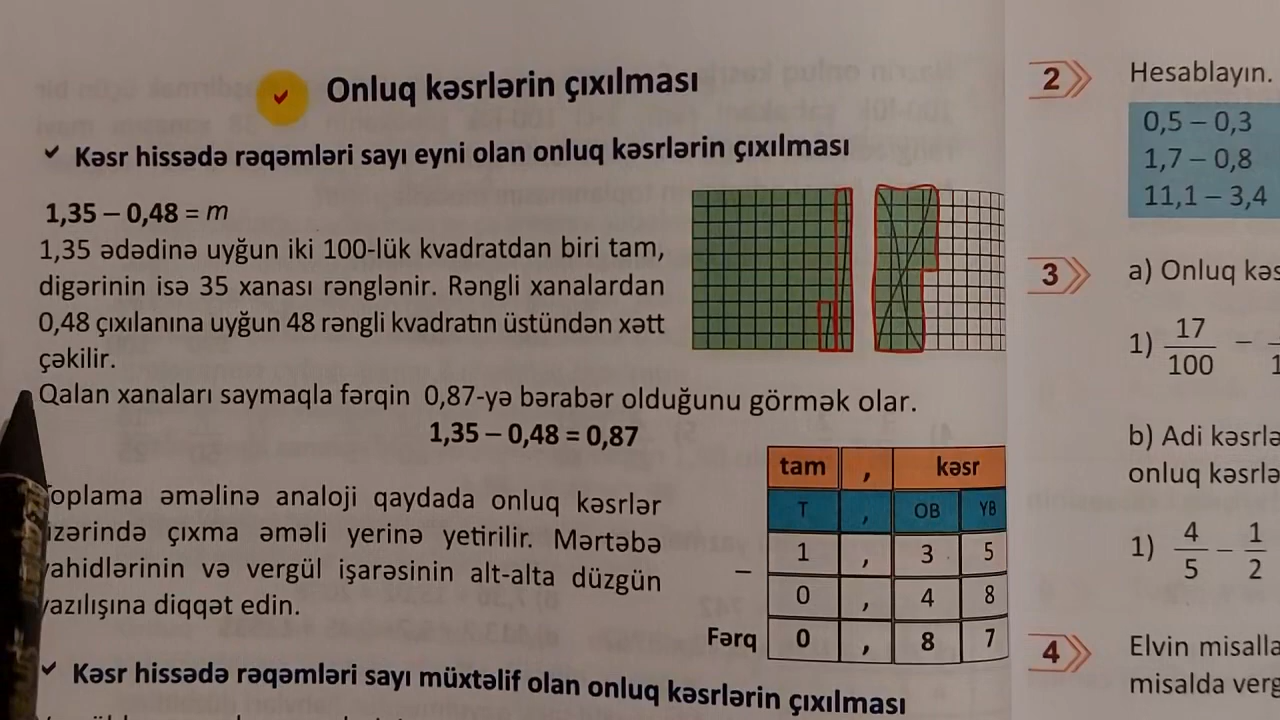 Onluq kəsrlərin çıxılması
Kəsr hissədə rəqəmləri sayı eyni olan onluq kəsrlərin çıxılması
1,35 – 0,48 = m
1,35 ədədinə uyğun iki 100-lük kvadratdan biri tam,
digərinin isə 35 xanası rənglənir. Rəngli xanalardan
0,48 çıxılanına uyğun 48 rəngli kvadratın üstündən xətt
çəkilir.
Qalan xanaları saymaqla fərqin 0,87-yə bərabər olduğunu görmək olar.
1,35 – 0,48 = 0,87
oplama əməlinə analoji qaydada onluq kəsrlər
izərində çıxma əməli yerinə yetirilir. Mərtəbə
vahidlərinin və vergül işarəsinin alt-alta düzgün
yazılışına diqqət edin.
tam , kəsr
T , OB YB
1 , 3 5
–
0 , 4 8
Fərq 0 , 8 7
Kəsr hissədə rəqəmləri sayı müxtəlif olan onluq kəsrlərin çıxılması
2 Hesablayın.
0,5 – 0,3
1,7 – 0,8
11,1 – 3,4
3 a) Onluq kəs
1) 17/100 –
b) Adi kəsrlə
onluq kəsrlə
1) 4/5 – 1/2
4 Elvin misalla
misalda verg